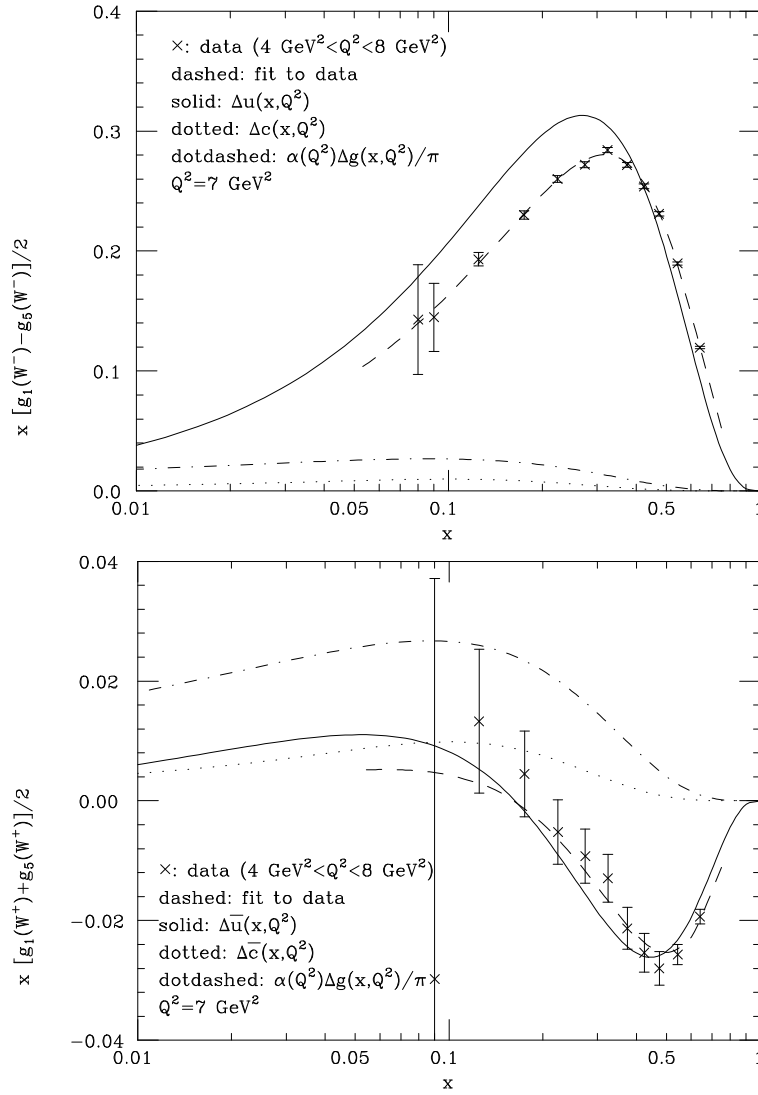 0.4
×: data (4 GeV²<Q²<8 GeV²)
dashed: fit to data
solid: Δu(x,Q²)
dotted: Δc(x,Q²)
dotdashed: α(Q²)Δg(x,Q²)/π
Q²=7 GeV²
0.3
0.2
0.1
0.0
x [g₁(W⁻)−g₅(W⁻)]/2
0.01 0.05 0.1 0.5 1
x
0.04
0.02
0.00
−0.02
−0.04
x [g₁(W⁺)+g₅(W⁺)]/2
×: data (4 GeV²<Q²<8 GeV²)
dashed: fit to data
solid: Δu̅(x,Q²)
dotted: Δc̅(x,Q²)
dotdashed: α(Q²)Δg(x,Q²)/π
Q²=7 GeV²
0.01 0.05 0.1 0.5 1
x